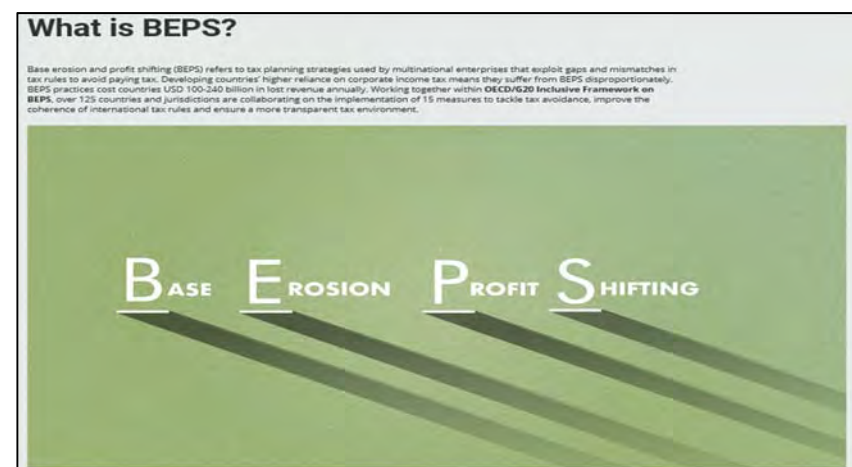 What is BEPS?
Base erosion and profit shifting (BEPS) refers to tax planning strategies used by multinational enterprises that exploit gaps and mismatches in
tax rules to avoid paying tax. Developing countries' higher reliance on corporate income tax means they suffer from BEPS disproportionately.
BEPS practices cost countries USD 100-240 billion in lost revenue annually. Working together within OECD/G20 Inclusive Framework on
BEPS, over 125 countries and jurisdictions are collaborating on the implementation of 15 measures to tackle tax avoidance, improve the
coherence of international tax rules and ensure a more transparent tax environment.
BASE EROSION PROFIT SHIFTING